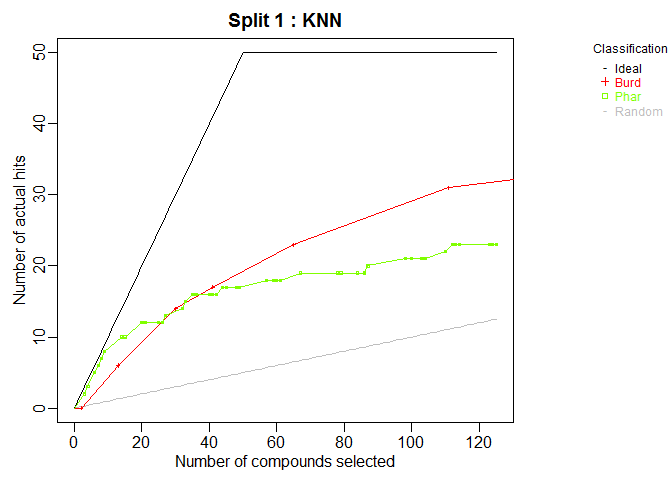 Split 1 : KNN
Number of actual hits
50
40
30
20
10
0
0 20 40 60 80 100 120
Number of compounds selected
Classification
Ideal
Burd
Phar
Random